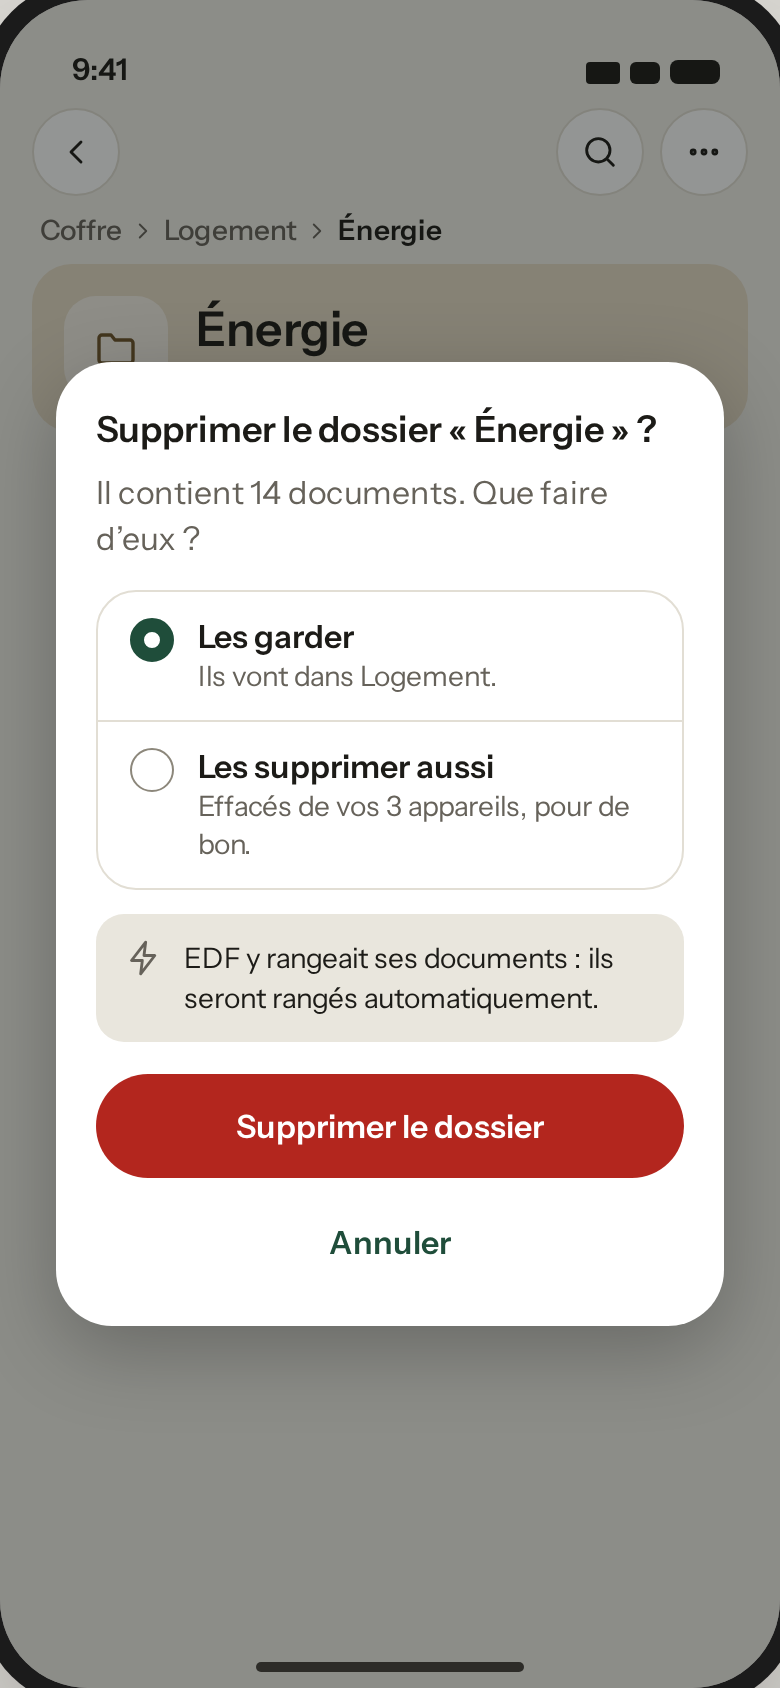 9:41
Coffre > Logement > Énergie
Énergie
Supprimer le dossier « Énergie » ?
Il contient 14 documents. Que faire
d’eux ?
Les garder
Ils vont dans Logement.
Les supprimer aussi
Effacés de vos 3 appareils, pour de
bon.
EDF y rangeait ses documents : ils
seront rangés automatiquement.
Supprimer le dossier
Annuler